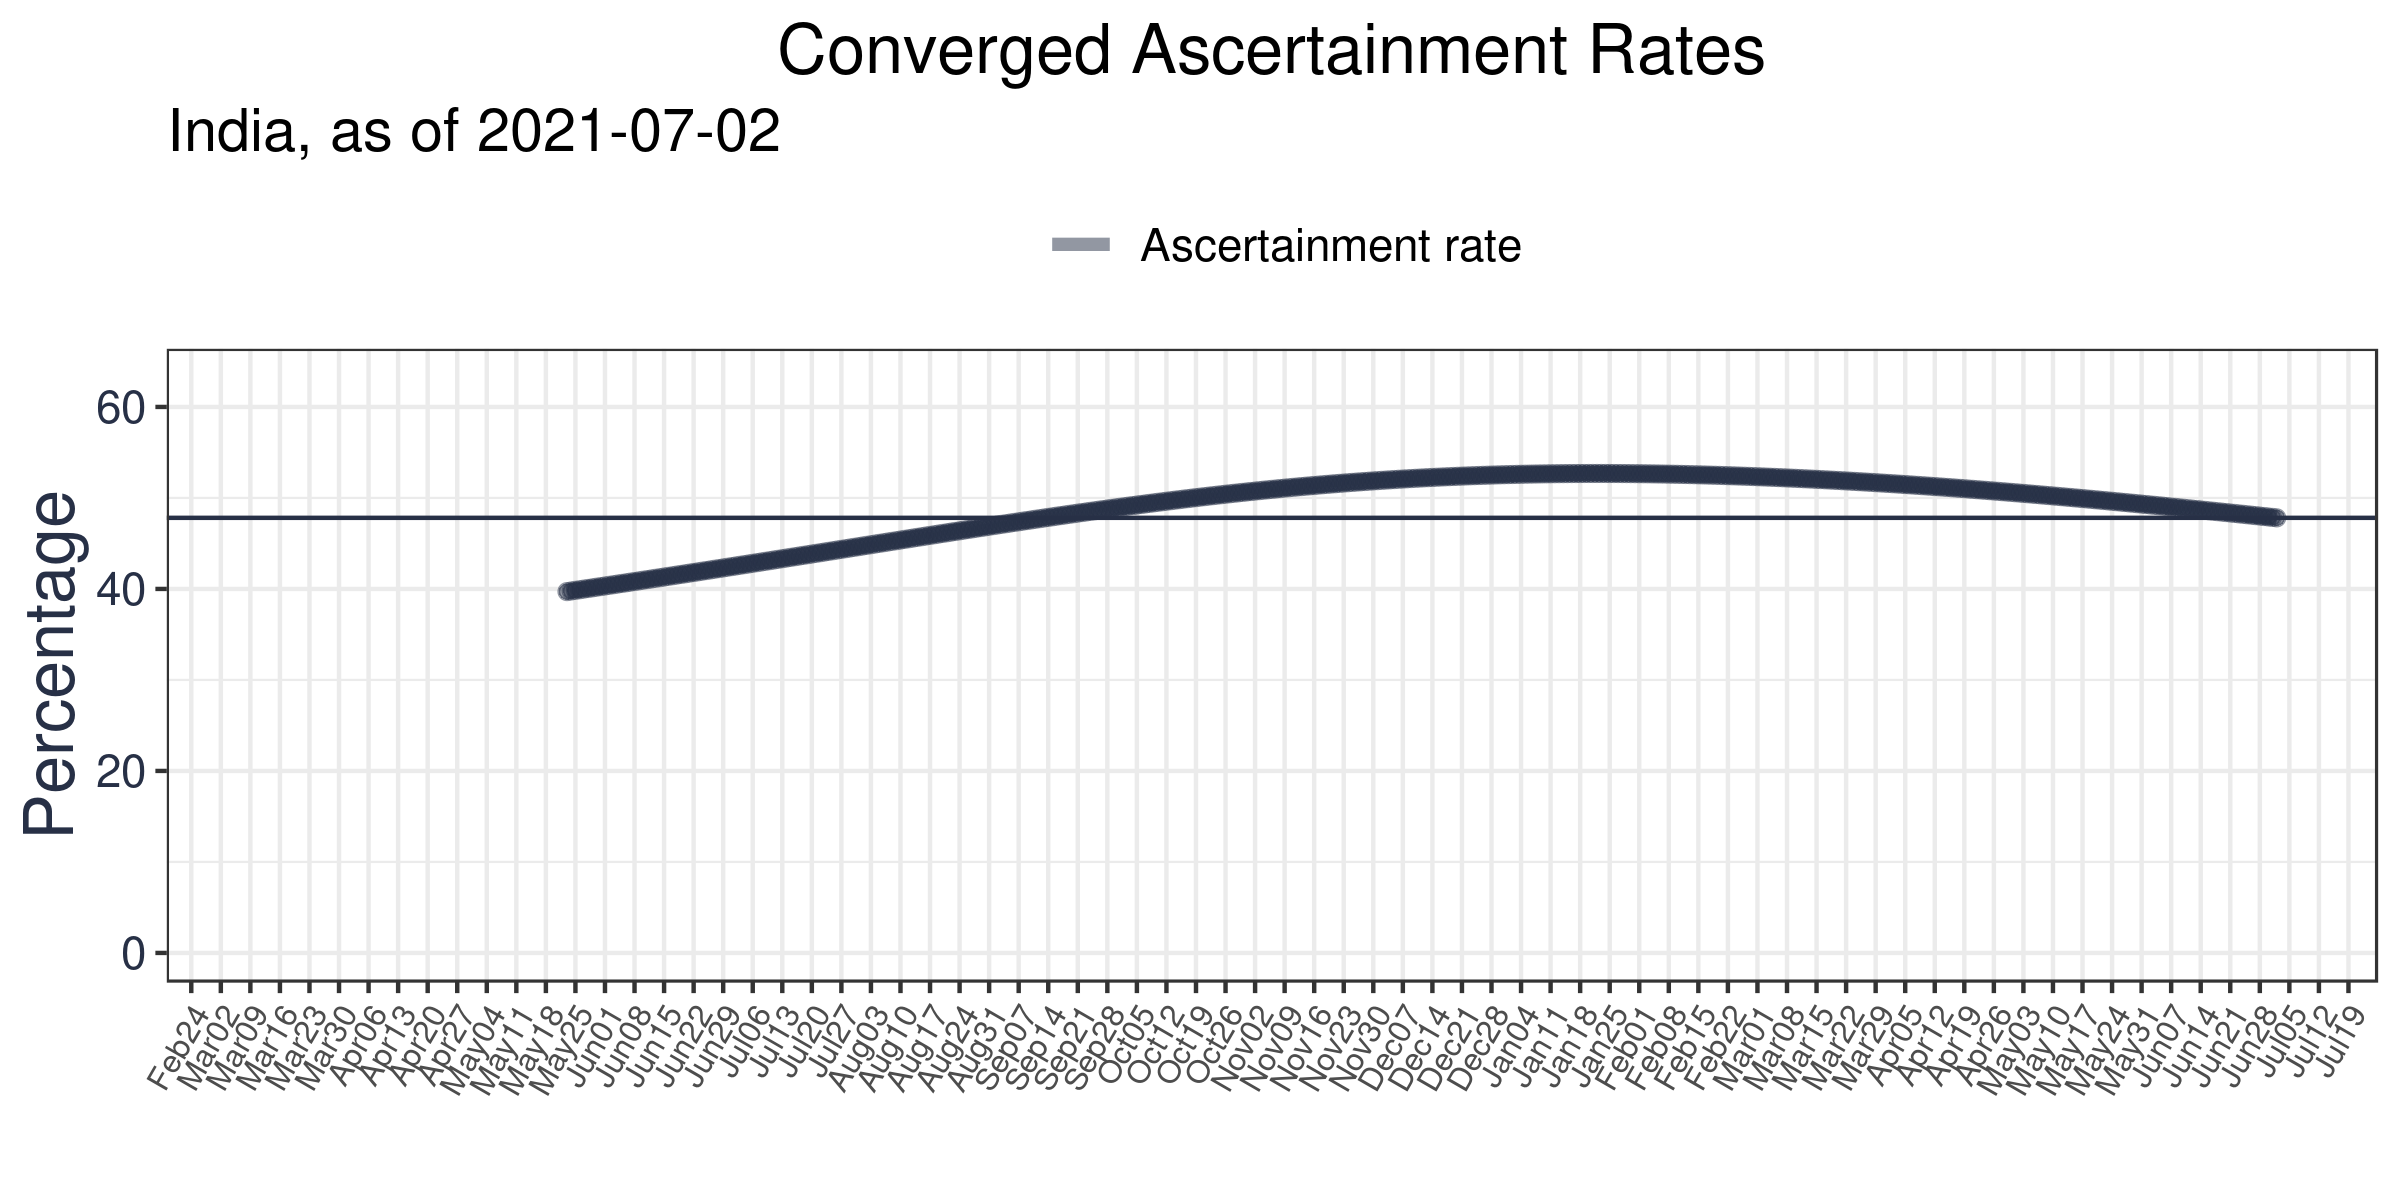 Converged Ascertainment Rates
India, as of 2021-07-02
Ascertainment rate
Percentage
60
40
20
0
Feb24 Mar02 Mar09 Mar16 Mar23 Mar30 Apr06 Apr13 Apr20 Apr27 May04 May11 May18 May25 Jun01 Jun08 Jun15 Jun22 Jun29 Jul06 Jul13 Jul20 Jul27 Aug03 Aug10 Aug17 Aug24 Aug31 Sep07 Sep14 Sep21 Sep28 Oct05 Oct12 Oct19 Oct26 Nov02 Nov09 Nov16 Nov23 Nov30 Dec07 Dec14 Dec21 Dec28 Jan04 Jan11 Jan18 Jan25 Feb01 Feb08 Feb15 Feb22 Mar01 Mar08 Mar15 Mar22 Mar29 Apr05 Apr12 Apr19 Apr26 May03 May10 May17 May24 May31 Jun07 Jun14 Jun21 Jun28 Jul05 Jul12 Jul19